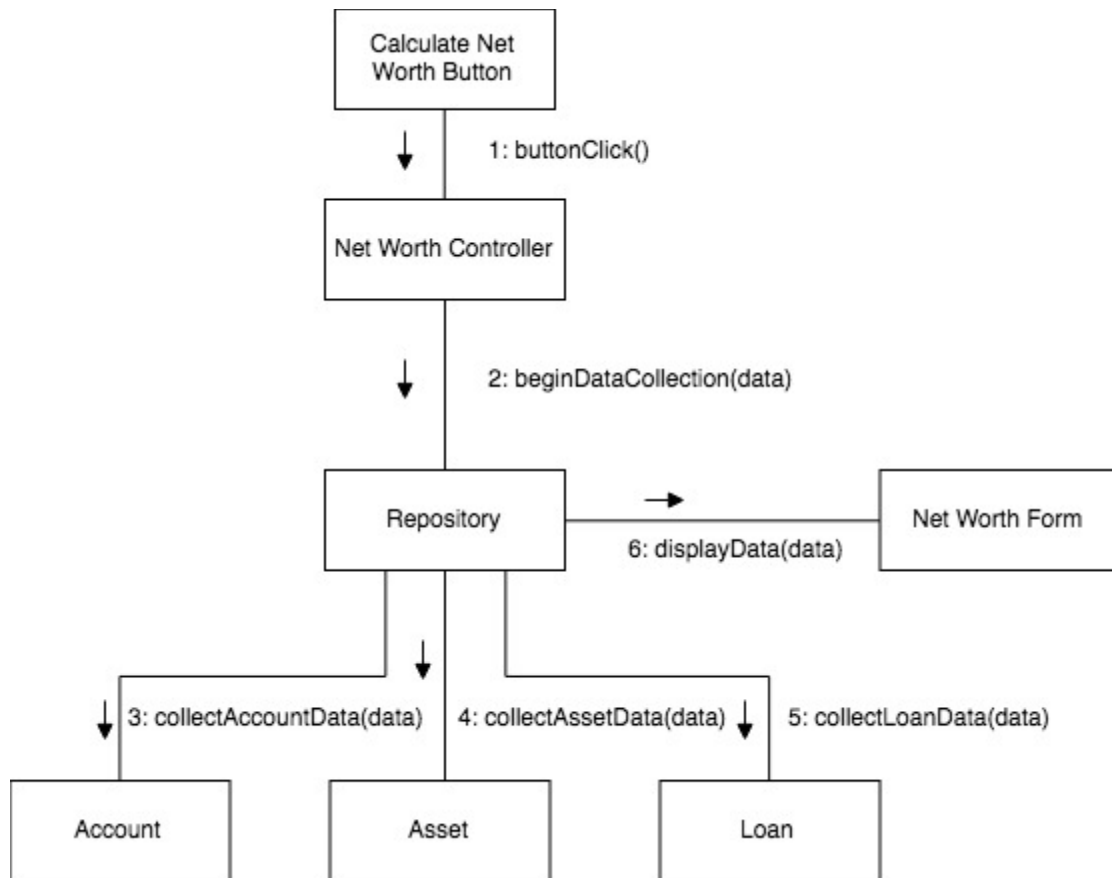 Calculate Net
Worth Button
1: buttonClick()
Net Worth Controller
2: beginDataCollection(data)
Repository
Net Worth Form
6: displayData(data)
3: collectAccountData(data)
4: collectAssetData(data)
5: collectLoanData(data)
Account
Asset
Loan